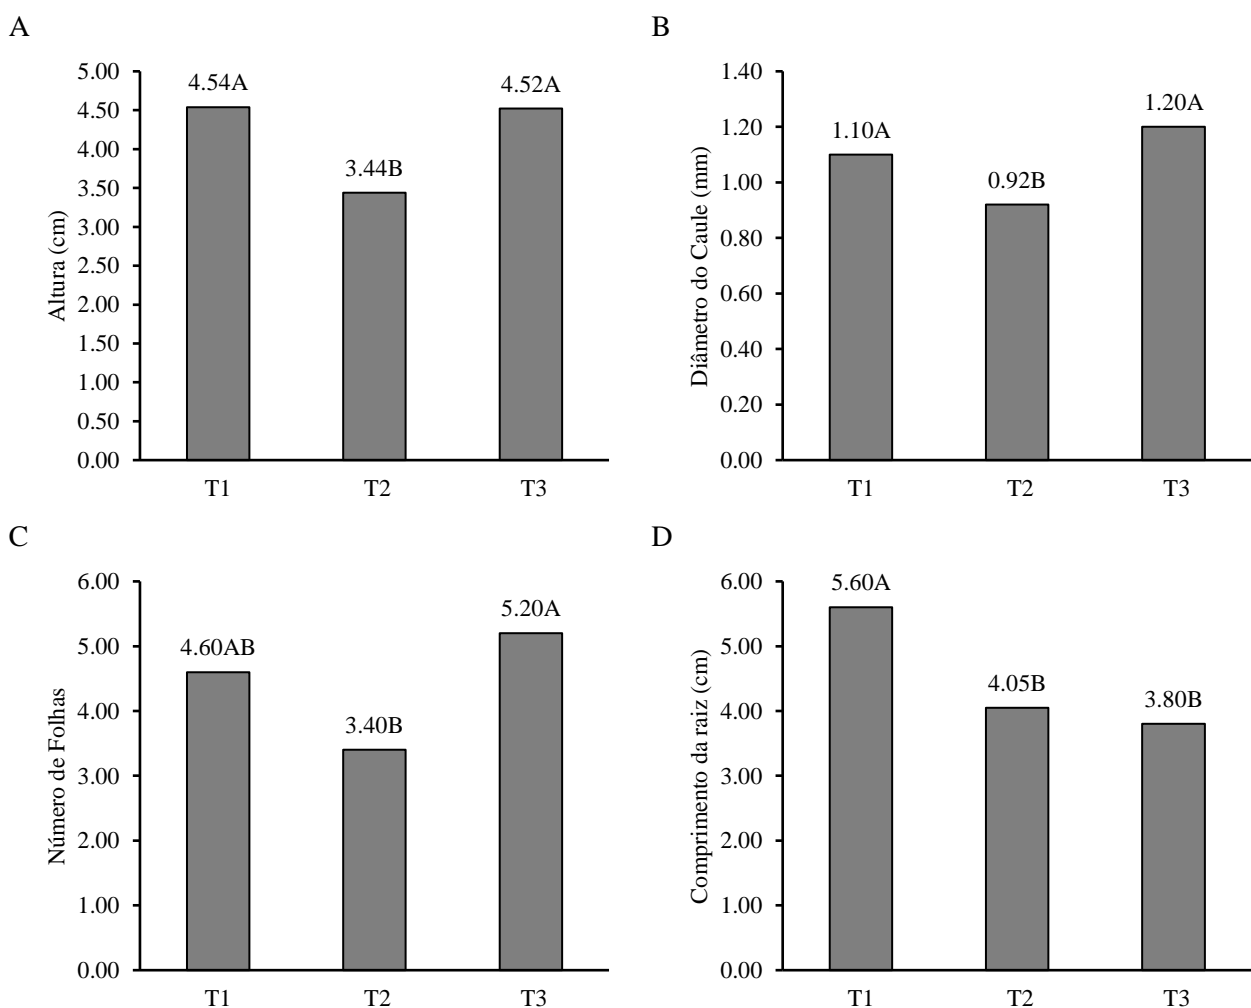 A
Altura (cm)
5.00
4.50
4.00
3.50
3.00
2.50
2.00
1.50
1.00
0.50
0.00
4.54A
3.44B
4.52A
T1 T2 T3
B
Diâmetro do Caule (mm)
1.40
1.20
1.00
0.80
0.60
0.40
0.20
0.00
1.10A
0.92B
1.20A
T1 T2 T3
C
Número de Folhas
6.00
5.00
4.00
3.00
2.00
1.00
0.00
4.60AB
3.40B
5.20A
T1 T2 T3
D
Comprimento da raiz (cm)
6.00
5.00
4.00
3.00
2.00
1.00
0.00
5.60A
4.05B
3.80B
T1 T2 T3